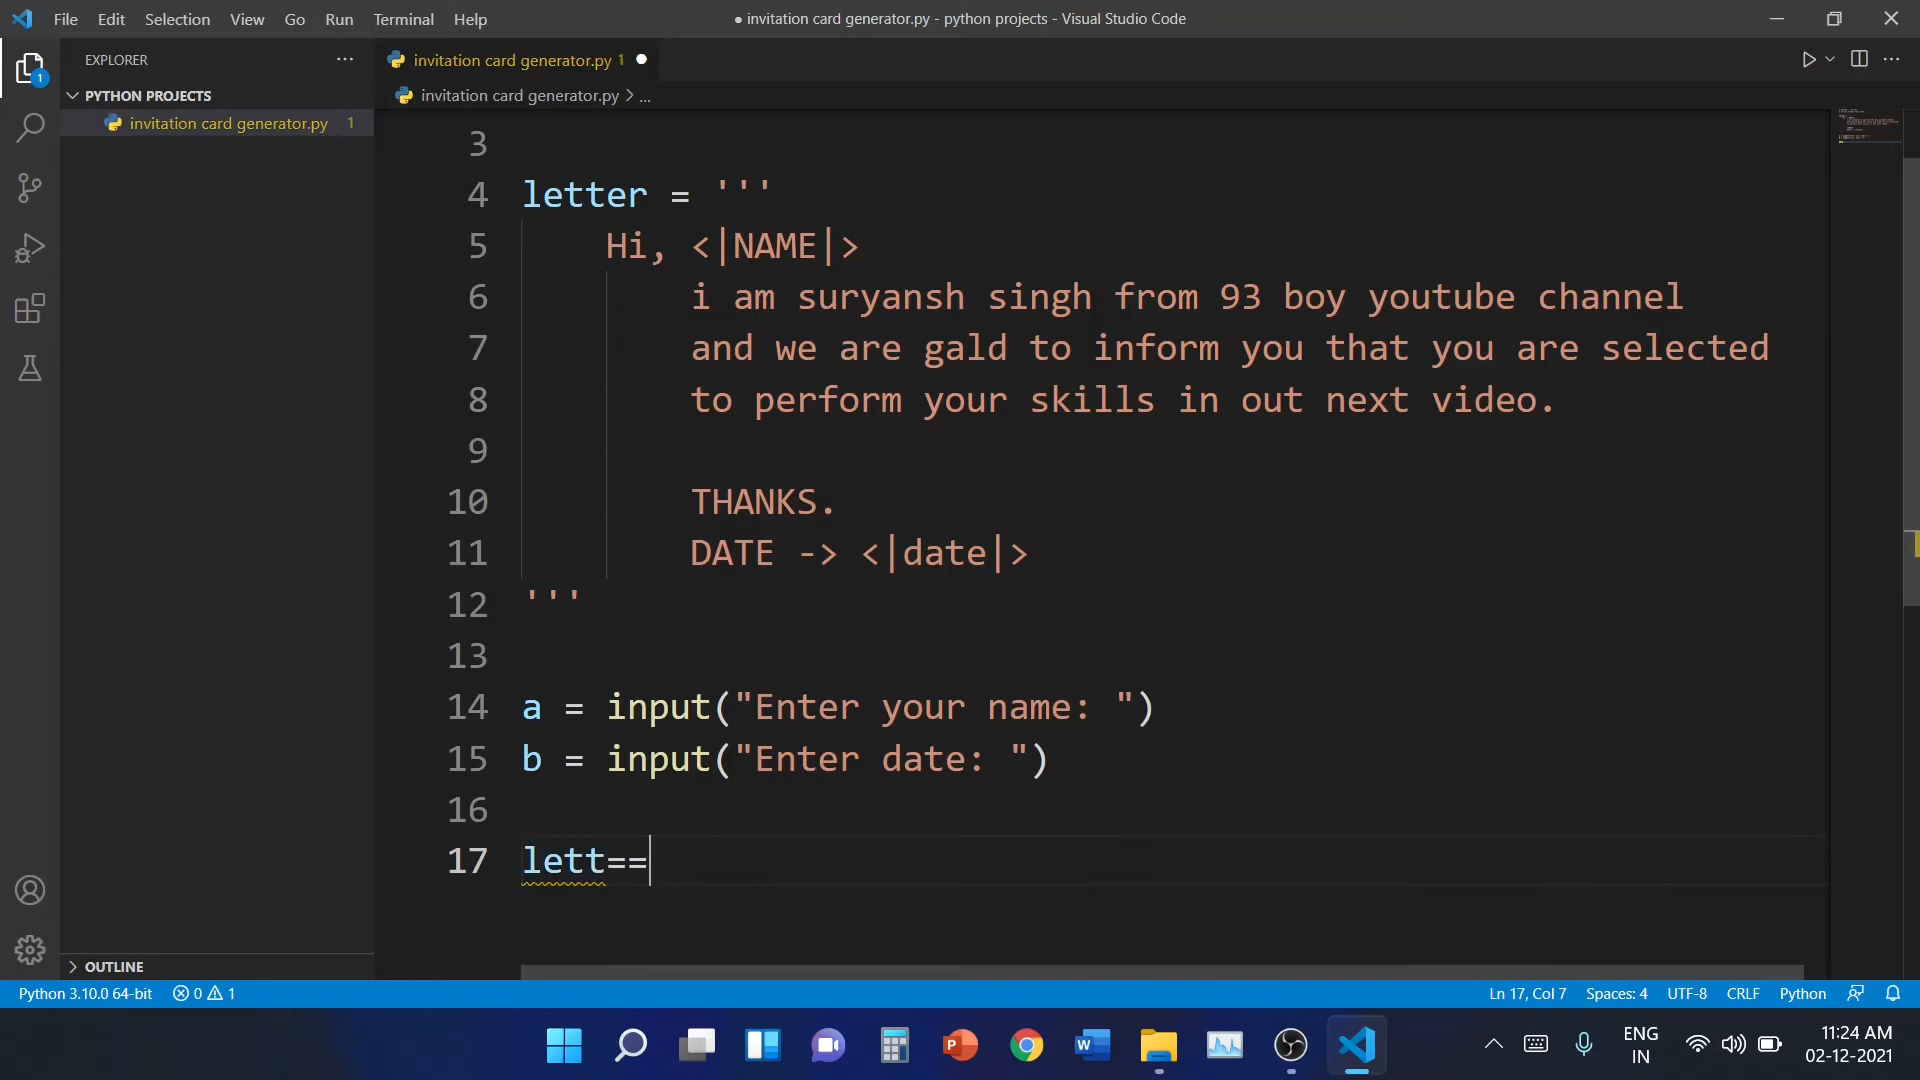 File Edit Selection View Go Run Terminal Help
● invitation card generator.py - python projects - Visual Studio Code
EXPLORER
invitation card generator.py 1
PYTHON PROJECTS
invitation card generator.py > ...
invitation card generator.py 1
3
4 letter = '''
5 Hi, <|NAME|>
6 i am suryansh singh from 93 boy youtube channel
7 and we are gald to inform you that you are selected
8 to perform your skills in out next video.
9
10 THANKS.
11 DATE -> <|date|>
12 '''
13
14 a = input("Enter your name: ")
15 b = input("Enter date: ")
16
17 lett==
OUTLINE
Python 3.10.0 64-bit 0 1
Ln 17, Col 7 Spaces: 4 UTF-8 CRLF Python
ENG
IN
11:24 AM
02-12-2021